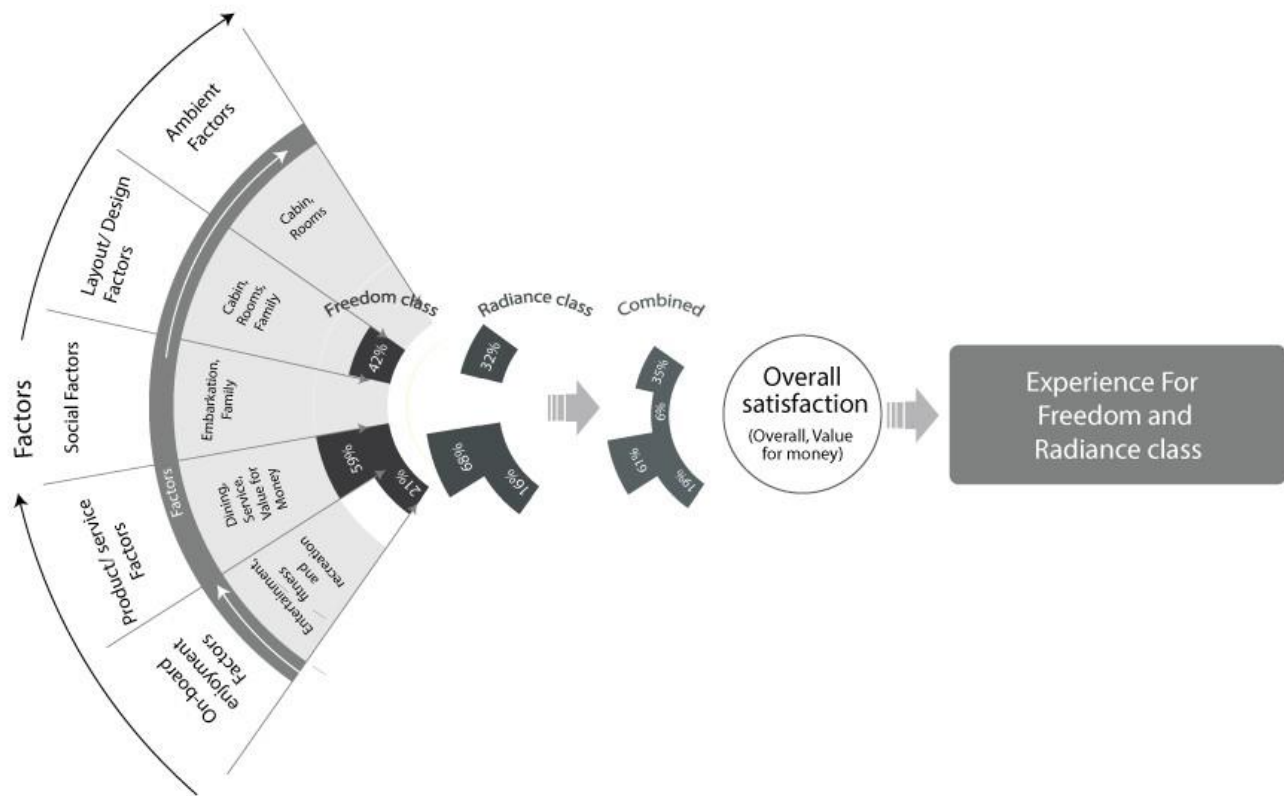 Factors
Ambient
Factors
Layout/ Design
Factors
Social Factors
Product/ service
Factors
On-board
enjoyment
Factors
Factors
Cabin,
Rooms
Cabin,
Rooms,
Family
Embarkation,
Family
Dining,
Service,
Value for
Money
Entertainment,
fitness
and
recreation
Freedom class
42%
59%
21%
Radiance class
32%
68%
16%
Combined
35%
6%
61%
19%
Overall
satisfaction
(Overall, Value
for money)
Experience For
Freedom and
Radiance class